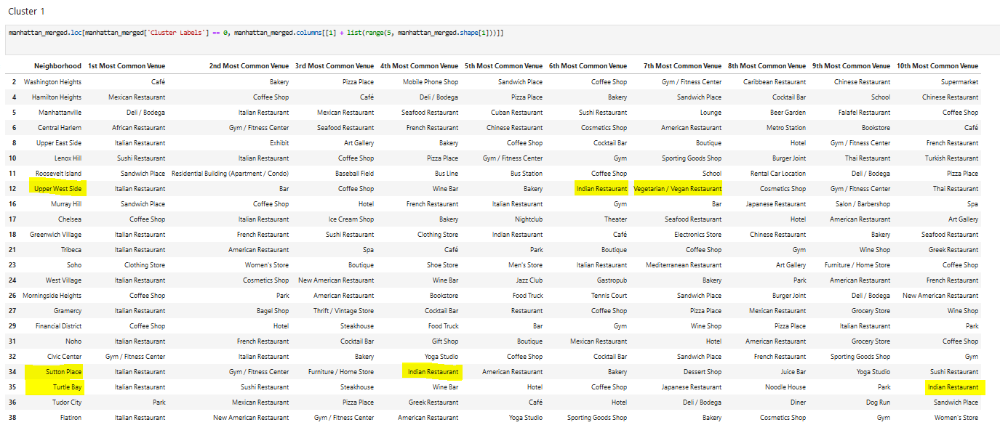 Cluster 1
manhattan_merged.loc[manhattan_merged['Cluster Labels'] == 0, manhattan_merged.columns[[1] + list(range(5, manhattan_merged.shape[1]))]]
Neighborhood 1st Most Common Venue 2nd Most Common Venue 3rd Most Common Venue 4th Most Common Venue 5th Most Common Venue 6th Most Common Venue 7th Most Common Venue 8th Most Common Venue 9th Most Common Venue 10th Most Common Venue
2 Washington Heights Café Bakery Pizza Place Mobile Phone Shop Sandwich Place Coffee Shop Gym / Fitness Center Caribbean Restaurant Chinese Restaurant Supermarket
4 Hamilton Heights Mexican Restaurant Coffee Shop Café Deli / Bodega Pizza Place Bakery Sandwich Place Cocktail Bar School Chinese Restaurant
5 Manhattanville Deli / Bodega Italian Restaurant Mexican Restaurant Seafood Restaurant Cuban Restaurant Sushi Restaurant Lounge Beer Garden Falafel Restaurant Coffee Shop
6 Central Harlem African Restaurant Gym / Fitness Center Seafood Restaurant French Restaurant Chinese Restaurant Cosmetics Shop American Restaurant Metro Station Bookstore Café
8 Upper East Side Italian Restaurant Exhibit Art Gallery Bakery Coffee Shop Cocktail Bar Boutique Hotel Gym / Fitness Center French Restaurant
10 Lenox Hill Sushi Restaurant Italian Restaurant Coffee Shop Pizza Place Gym / Fitness Center Gym Sporting Goods Shop Burger Joint Thai Restaurant Turkish Restaurant
11 Roosevelt Island Sandwich Place Residential Building (Apartment / Condo) Baseball Field Bus Line Bus Station Coffee Shop School Rental Car Location Deli / Bodega Pizza Place
12 Upper West Side Italian Restaurant Bar Coffee Shop Wine Bar Bakery Indian Restaurant Vegetarian / Vegan Restaurant Cosmetics Shop Gym / Fitness Center Thai Restaurant
16 Murray Hill Sandwich Place Coffee Shop Hotel French Restaurant Italian Restaurant Gym Bar Japanese Restaurant Salon / Barbershop Spa
17 Chelsea Coffee Shop Italian Restaurant Ice Cream Shop Bakery Nightclub Theater Seafood Restaurant Hotel American Restaurant Art Gallery
18 Greenwich Village Italian Restaurant French Restaurant Sushi Restaurant Clothing Store Indian Restaurant Café Electronics Store Chinese Restaurant Bakery Seafood Restaurant
21 Tribeca Italian Restaurant American Restaurant Spa Café Park Boutique Coffee Shop Gym Wine Shop Greek Restaurant
23 Soho Clothing Store Women's Store Boutique Shoe Store Men's Store Italian Restaurant Mediterranean Restaurant Art Gallery Furniture / Home Store Coffee Shop
24 West Village Italian Restaurant Cosmetics Shop New American Restaurant Wine Bar Jazz Club Gastropub Bakery Park American Restaurant French Restaurant
26 Morningside Heights Coffee Shop Park American Restaurant Bookstore Food Truck Tennis Court Sandwich Place Burger Joint Deli / Bodega New American Restaurant
27 Gramercy Italian Restaurant Bagel Shop Thrift / Vintage Store Cocktail Bar Restaurant Coffee Shop Pizza Place Mexican Restaurant Grocery Store Wine Shop
29 Financial District Coffee Shop Hotel Steakhouse Food Truck Bar Gym Wine Shop Pizza Place Italian Restaurant Park
31 Noho Italian Restaurant French Restaurant Cocktail Bar Gift Shop Boutique Mexican Restaurant Hotel American Restaurant Grocery Store Coffee Shop
32 Civic Center Gym / Fitness Center Italian Restaurant Bakery Yoga Studio Coffee Shop Cocktail Bar Sandwich Place French Restaurant Sporting Goods Shop Gym
34 Sutton Place Italian Restaurant Gym / Fitness Center Furniture / Home Store Indian Restaurant American Restaurant Bakery Dessert Shop Juice Bar Yoga Studio Sushi Restaurant
35 Turtle Bay Italian Restaurant Sushi Restaurant Steakhouse Wine Bar Hotel Coffee Shop Japanese Restaurant Noodle House Park Indian Restaurant
36 Tudor City Park Mexican Restaurant Pizza Place Greek Restaurant Café Hotel Deli / Bodega Diner Dog Run Sandwich Place
38 Flatiron Italian Restaurant New American Restaurant Gym / Fitness Center American Restaurant Yoga Studio Sporting Goods Shop Bakery Cosmetics Shop Gym Women's Store